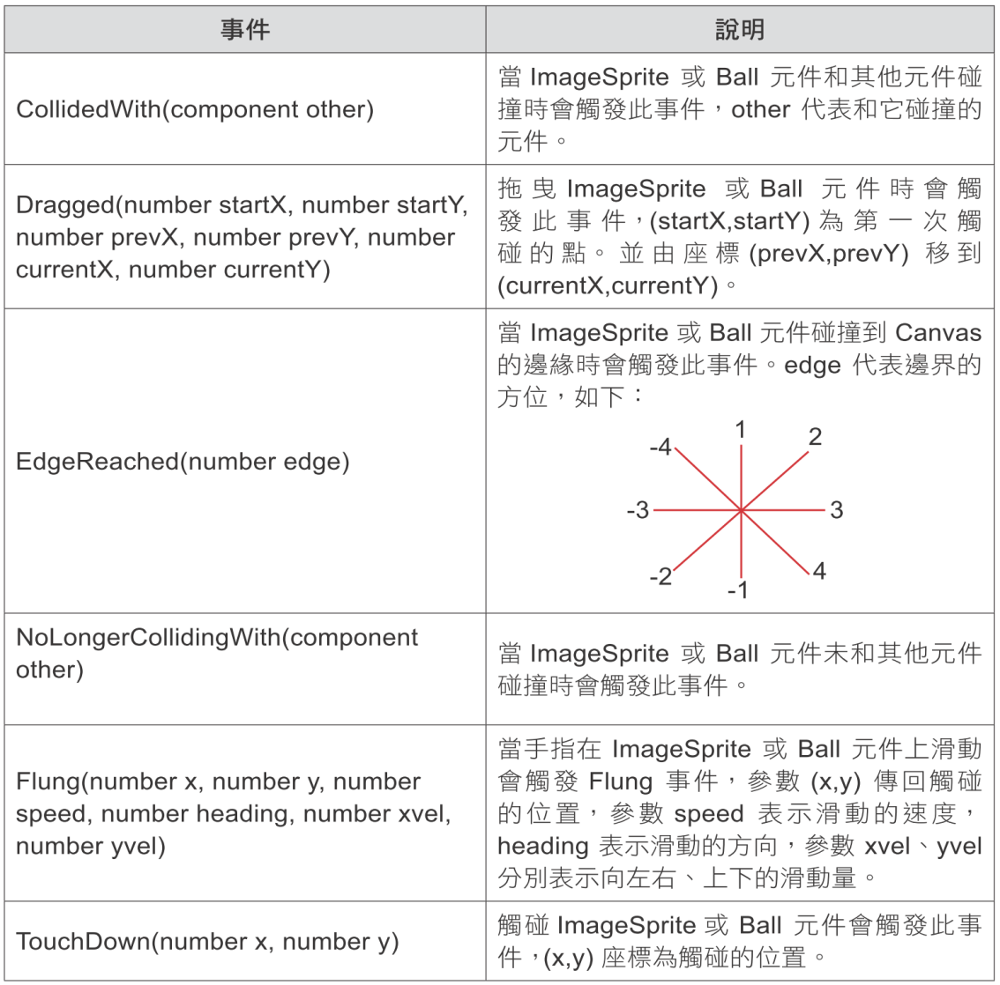 事件
說明
CollidedWith(component other)
當 ImageSprite 或 Ball 元件和其他元件碰
撞時會觸發此事件，other 代表和它碰撞的
元件。
Dragged(number startX, number startY,
number prevX, number prevY, number
currentX, number currentY)
拖曳 ImageSprite 或 Ball 元件時會觸
發此事件，(startX,startY) 為第一次觸
碰的點。並由座標 (prevX,prevY) 移到
(currentX,currentY)。
EdgeReached(number edge)
當 ImageSprite 或 Ball 元件碰撞到 Canvas
的邊緣時會觸發此事件。edge 代表邊界的
方位，如下：
1
-4
2
-3
3
-2
4
-1
NoLongerCollidingWith(component
other)
當 ImageSprite 或 Ball 元件未和其他元件
碰撞時會觸發此事件。
Flung(number x, number y, number
speed, number heading, number xvel,
number yvel)
當手指在 ImageSprite 或 Ball 元件上滑動
會觸發 Flung 事件，參數 (x,y) 傳回觸碰
的位置，參數 speed 表示滑動的速度，
heading 表示滑動的方向，參數 xvel、yvel
分別表示向左右、上下的滑動量。
TouchDown(number x, number y)
觸碰 ImageSprite 或 Ball 元件會觸發此事
件，(x,y) 座標為觸碰的位置。